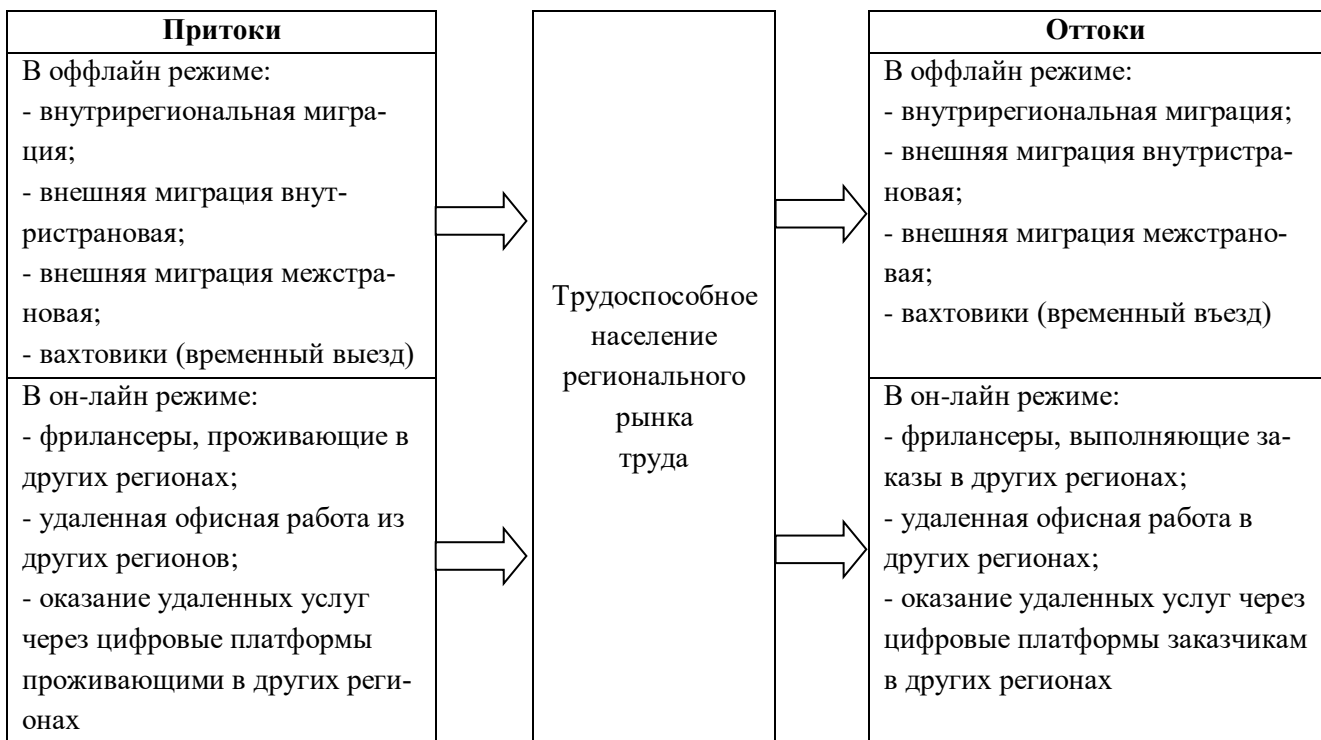 Притоки
В оффлайн режиме:
- внутрирегиональная мигра-
ция;
- внешняя миграция внут-
ристрановая;
- внешняя миграция межстра-
новая;
- вахтовики (временный выезд)
В он-лайн режиме:
- фрилансеры, проживающие в
других регионах;
- удаленная офисная работа из
других регионов;
- оказание удаленных услуг
через цифровые платформы
проживающими в других реги-
онах
Трудоспособное
население
регионального
рынка
труда
Оттоки
В оффлайн режиме:
- внутрирегиональная миграция;
- внешняя миграция внутристра-
новая;
- внешняя миграция межстрано-
вая;
- вахтовики (временный въезд)
В он-лайн режиме:
- фрилансеры, выполняющие за-
казы в других регионах;
- удаленная офисная работа в
других регионах;
- оказание удаленных услуг через
цифровые платформы заказчикам
в других регионах